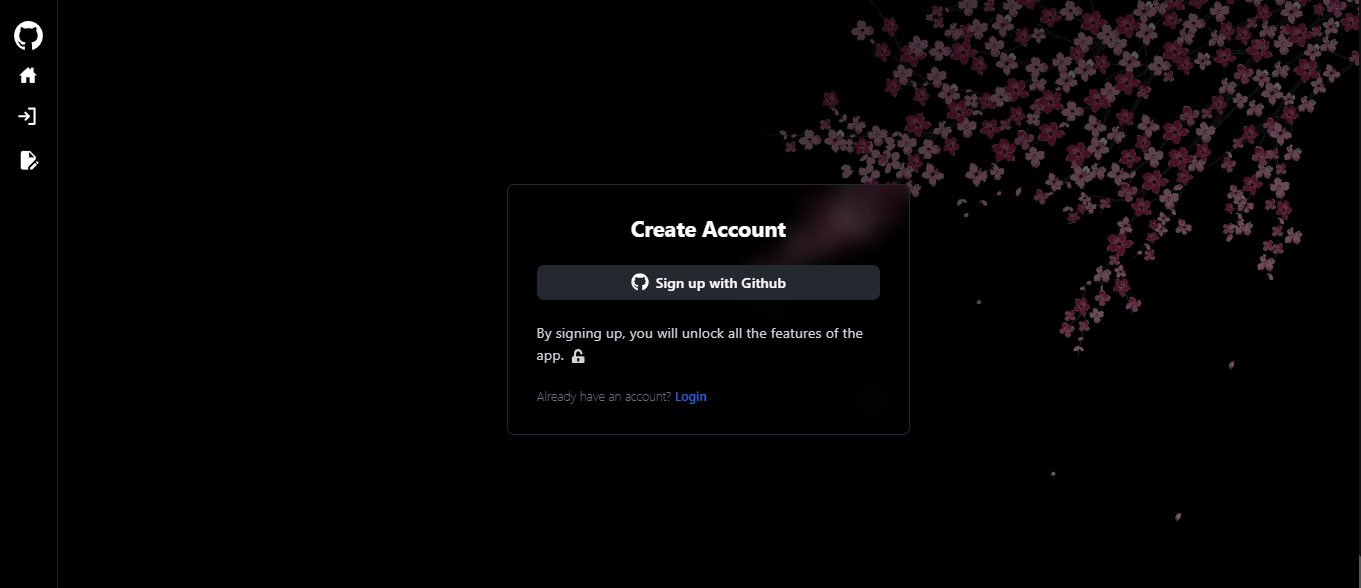 Create Account
Sign up with Github
By signing up, you will unlock all the features of the
app.
Already have an account? Login